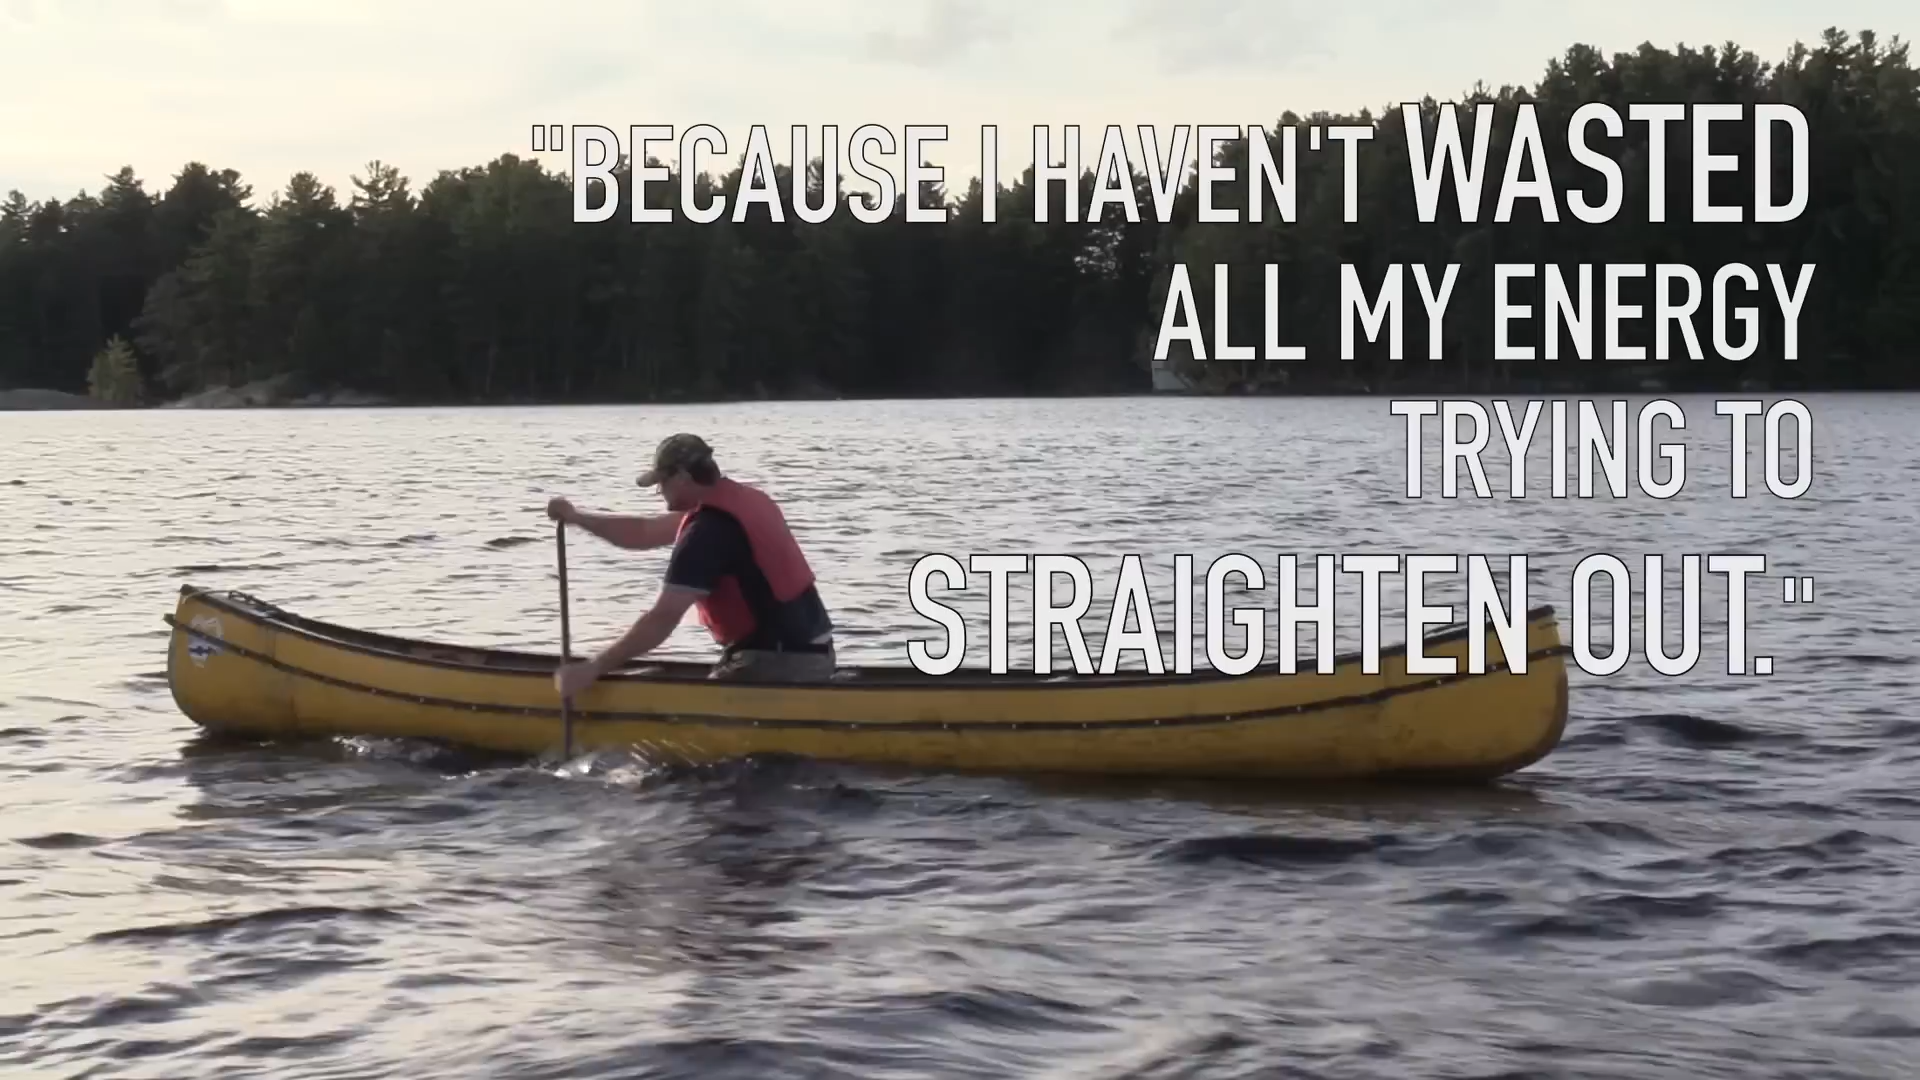 "BECAUSE I HAVEN'T WASTED
ALL MY ENERGY
TRYING TO
STRAIGHTEN OUT."